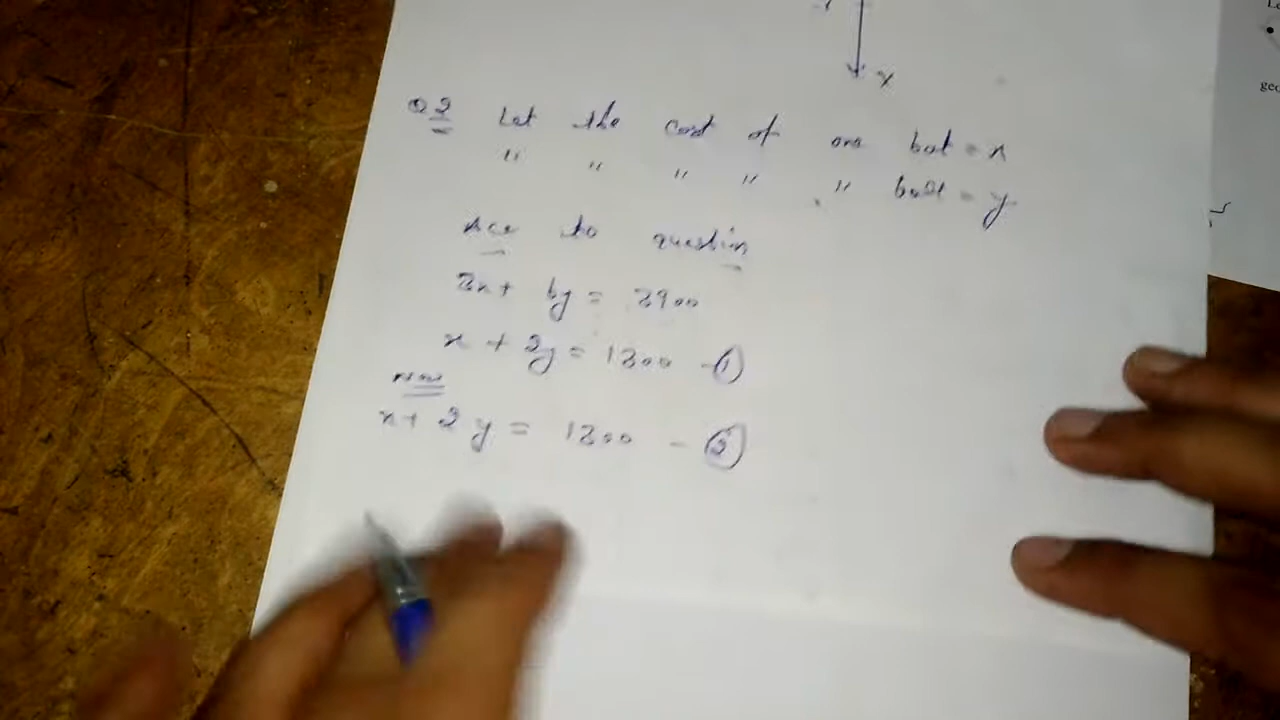 x
Q2 Let the cost of one bat = x
" " " " " ball = y
Acc to question
3x + 6y = 3900
x + 2y = 1300 - (1)
Now
x + 2y = 1300 - (2)